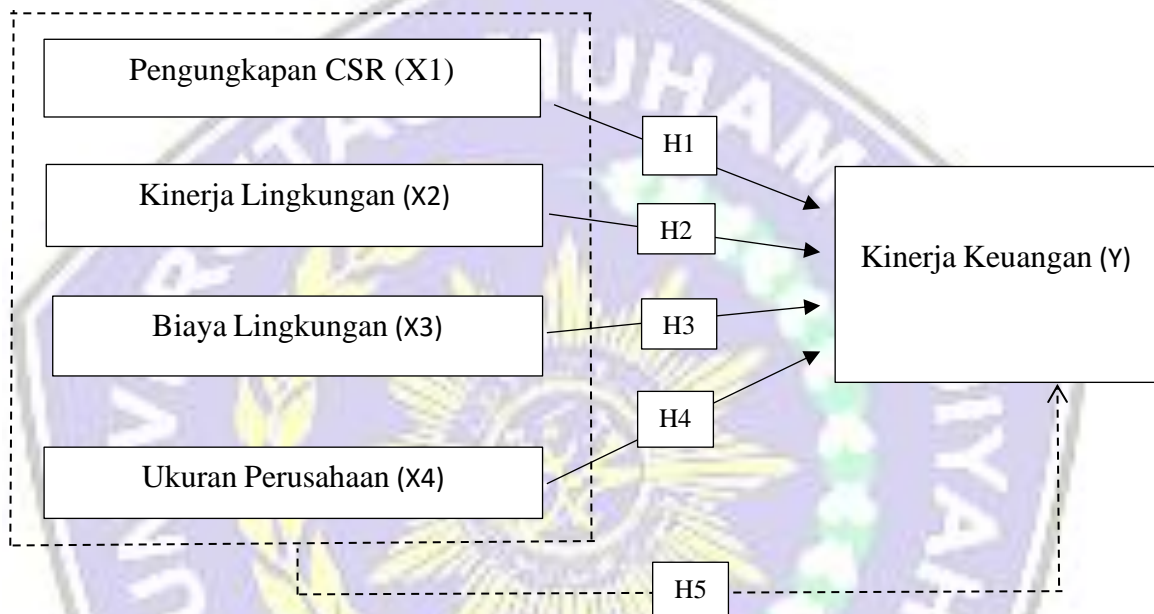 Pengungkapan CSR (X1)
H1
Kinerja Lingkungan (X2)
H2
Kinerja Keuangan (Y)
Biaya Lingkungan (X3)
H3
H4
Ukuran Perusahaan (X4)
H5